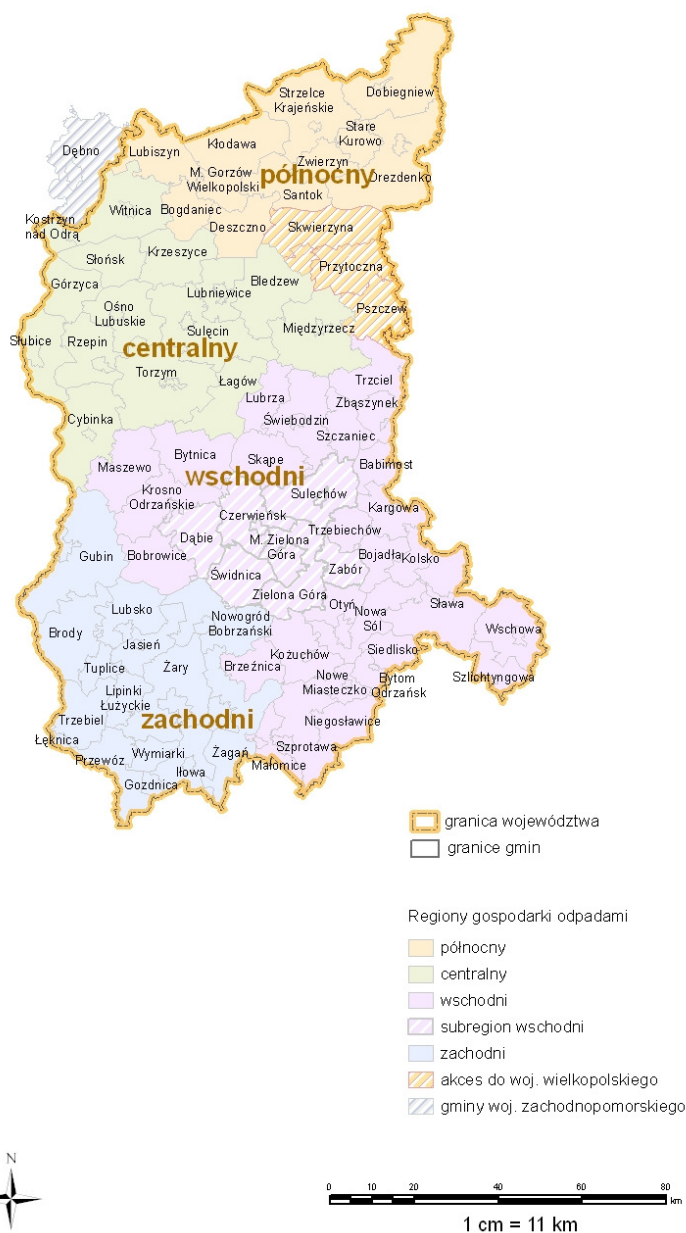 Dobiegniew
Strzelce
Krajeńskie
Stare
Kurowo
Kłodawa
Dębno
Lubiszyn
Zwierzyn
M. Gorzów
Wielkopolski
północny
Drezdenko
Santok
Witnica
Bogdaniec
Kostrzyn
nad Odrą
Deszczno
Skwierzyna
Krzeszyce
Słońsk
Przytoczna
Górzyca
Bledzew
Lubniewice
Ośno
Lubuskie
Pszczew
Słubice
Rzepin
Sulęcin
Międzyrzecz
centralny
Torzym
Łagów
Trzciel
Lubrza
Zbąszynek
Cybinka
Świebodzin
Szczaniec
Bytnica
Skąpe
Maszewo
Babimost
wschodni
Krosno
Odrzańskie
Sulechów
Kargowa
Czerwieńsk
Trzebiechów
Dąbie
M. Zielona
Góra
Gubin
Bobrowice
Bojadła
Kolsko
Zabór
Świdnica
Zielona Góra
Otyń
Sława
Lubsko
Nowogród
Bobrzański
Nowa
Sól
Brody
Wschowa
Jasień
Siedlisko
Kożuchów
Tuplice
Żary
Brzeźnica
Nowe
Miasteczko
Bytom
Odrzańsk
Szlichtyngowa
Lipinki
Łużyckie
Trzebiel
zachodni
Niegosławice
Łęknica
Wymiarki
Żagań
Szprotawa
Przewóz
Iłowa
Małomice
Gozdnica
granica województwa
granice gmin
Regiony gospodarki odpadami
północny
centralny
wschodni
subregion wschodni
zachodni
akces do woj. wielkopolskiego
gminy woj. zachodnopomorskiego
N
0 10 20 40 60 80
km
1 cm = 11 km